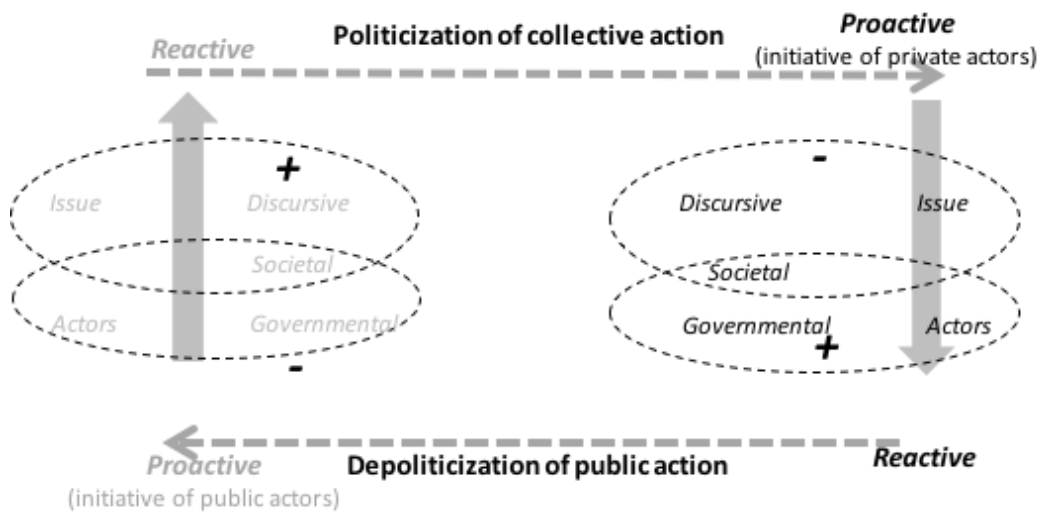 Reactive
Politicization of collective action
Proactive
(initiative of private actors)
+
-
Issue
Discursive
Discursive
Issue
Societal
Societal
Actors
Governmental
Governmental
Actors
-
+
Proactive
Depoliticization of public action
Reactive
(initiative of public actors)